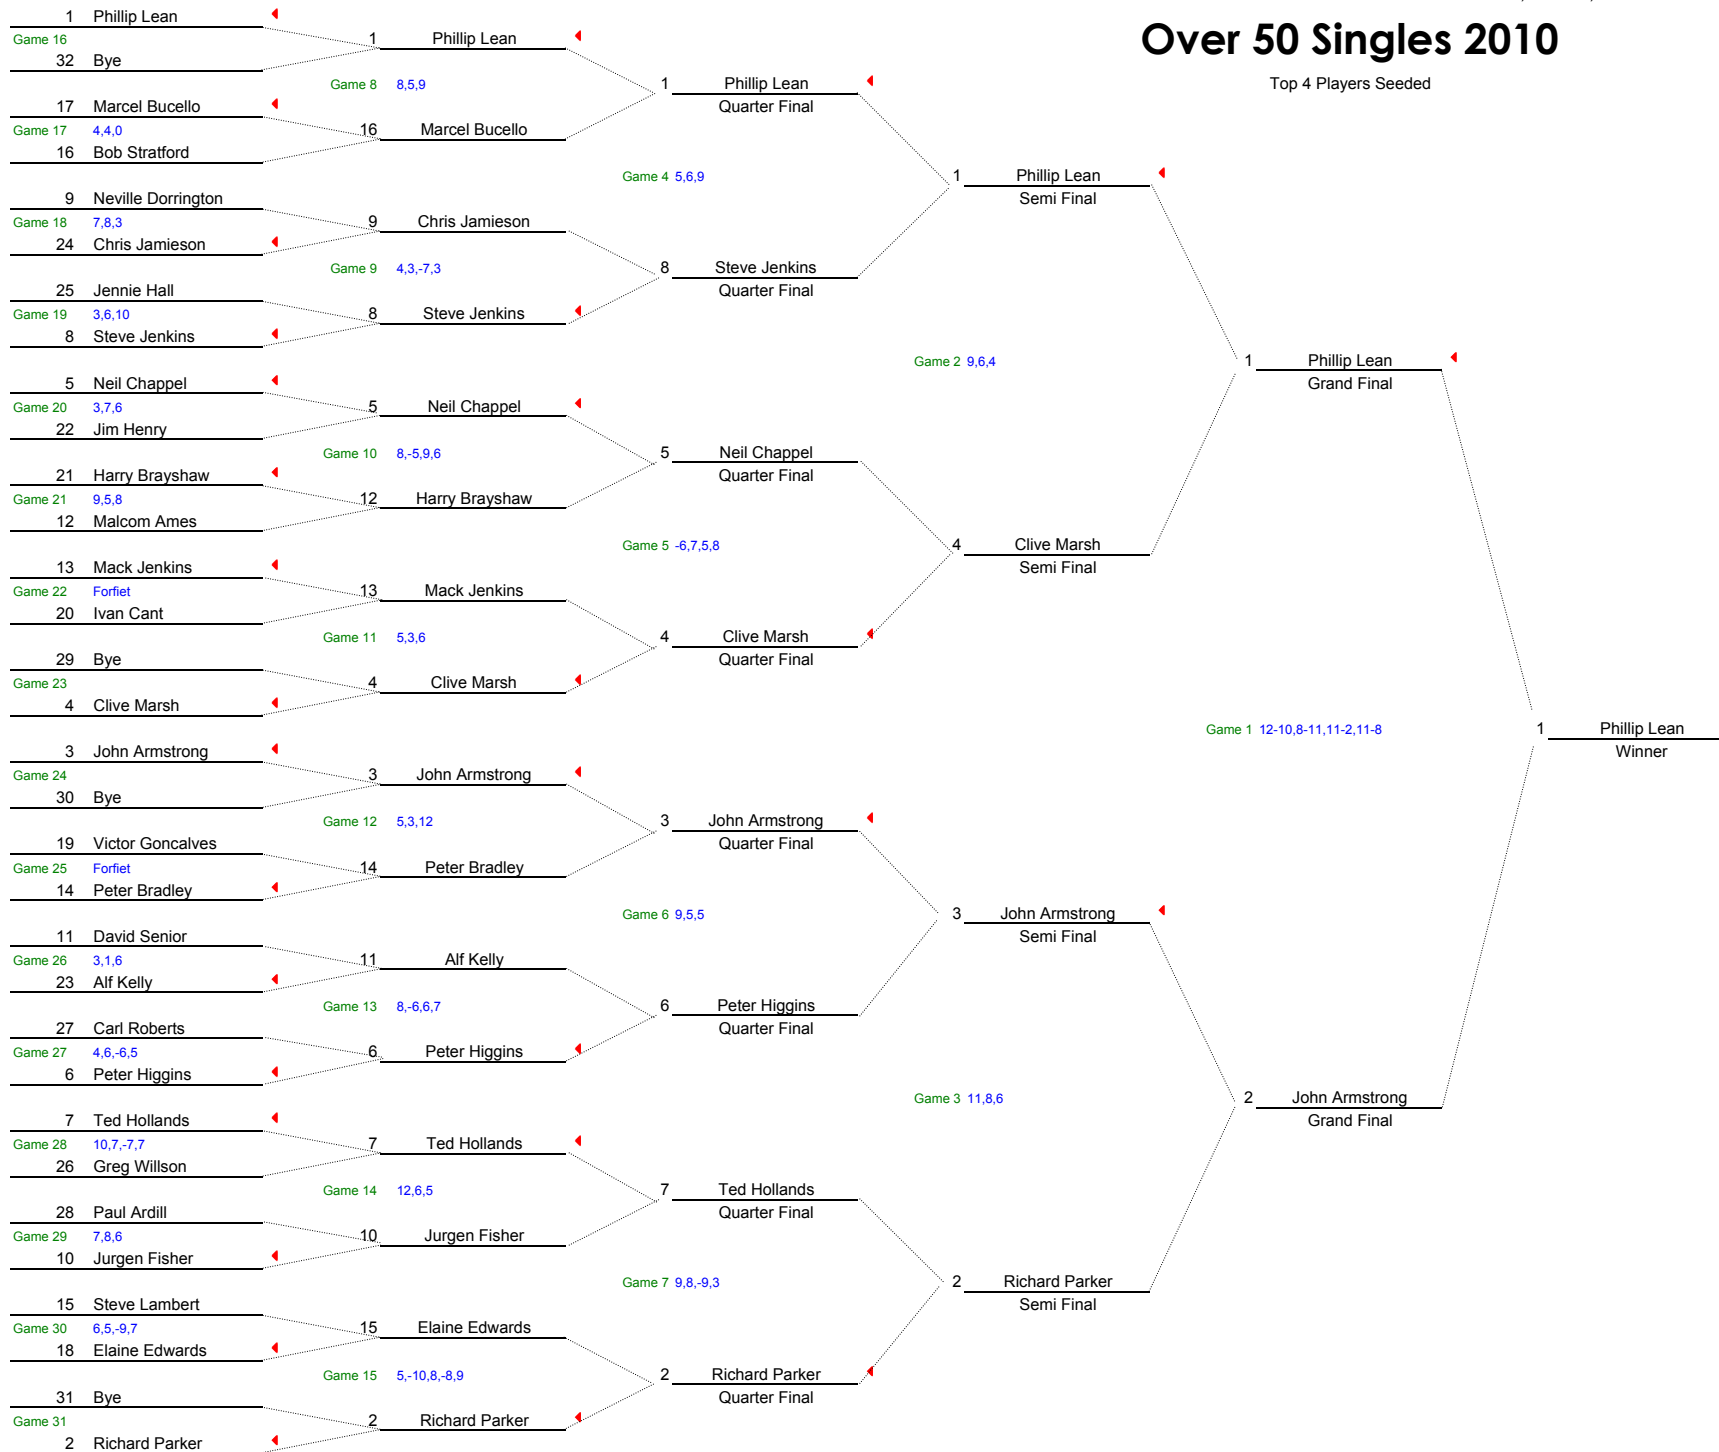 Over 50 Singles 2010
Top 4 Players Seeded
1 Phillip Lean
Game 16
32 Bye
17 Marcel Bucello
Game 17 4,4,0
16 Bob Stratford
9 Neville Dorrington
Game 18 7,8,3
24 Chris Jamieson
25 Jennie Hall
Game 19 3,6,10
8 Steve Jenkins
5 Neil Chappel
Game 20 3,7,6
22 Jim Henry
21 Harry Brayshaw
Game 21 9,5,8
12 Malcom Ames
13 Mack Jenkins
Game 22 Forfiet
20 Ivan Cant
29 Bye
Game 23
4 Clive Marsh
3 John Armstrong
Game 24
30 Bye
19 Victor Goncalves
Game 25 Forfiet
14 Peter Bradley
11 David Senior
Game 26 3,1,6
23 Alf Kelly
27 Carl Roberts
Game 27 4,6,-6,5
6 Peter Higgins
7 Ted Hollands
Game 28 10,7,-7,7
26 Greg Willson
28 Paul Ardill
Game 29 7,8,6
10 Jurgen Fisher
15 Steve Lambert
Game 30 6,5,-9,7
18 Elaine Edwards
31 Bye
Game 31
2 Richard Parker
1 Phillip Lean
Game 8 8,5,9
16 Marcel Bucello
9 Chris Jamieson
Game 9 4,3,-7,3
8 Steve Jenkins
5 Neil Chappel
Game 10 8,-5,9,6
12 Harry Brayshaw
13 Mack Jenkins
Game 11 5,3,6
4 Clive Marsh
3 John Armstrong
Game 12 5,3,12
14 Peter Bradley
11 Alf Kelly
Game 13 8,-6,6,7
6 Peter Higgins
7 Ted Hollands
Game 14 12,6,5
10 Jurgen Fisher
15 Elaine Edwards
Game 15 5,-10,8,-8,9
2 Richard Parker
1 Phillip Lean
Quarter Final
Game 4 5,6,9
8 Steve Jenkins
Quarter Final
5 Neil Chappel
Quarter Final
Game 5 -6,7,5,8
4 Clive Marsh
Quarter Final
3 John Armstrong
Quarter Final
Game 6 9,5,5
6 Peter Higgins
Quarter Final
7 Ted Hollands
Quarter Final
Game 7 9,8,-9,3
2 Richard Parker
Quarter Final
1 Phillip Lean
Semi Final
Game 2 9,6,4
4 Clive Marsh
Semi Final
3 John Armstrong
Semi Final
Game 3 11,8,6
2 Richard Parker
Semi Final
1 Phillip Lean
Grand Final
Game 1 12-10,8-11,11-2,11-8
2 John Armstrong
Grand Final
1 Phillip Lean
Winner